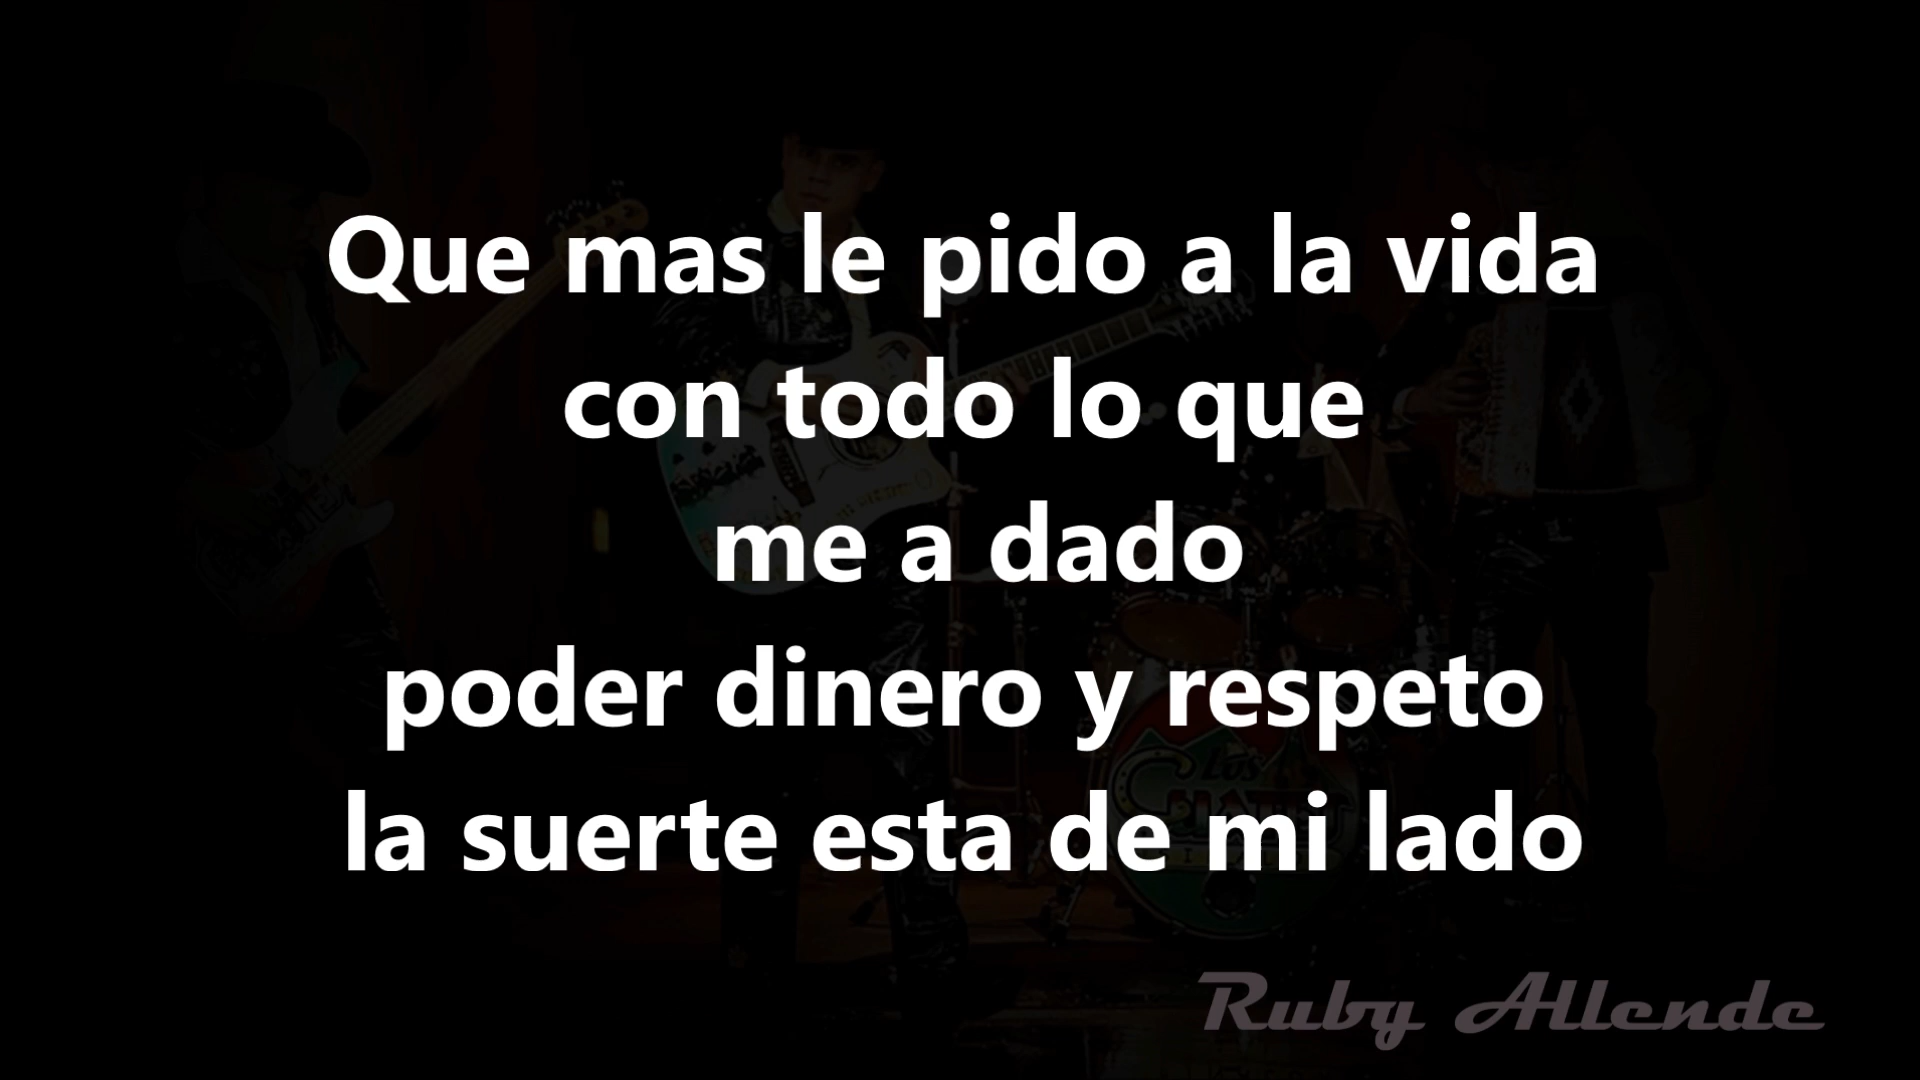 Que mas le pido a la vida
con todo lo que
me a dado
poder dinero y respeto
la suerte esta de mi lado
Los
Ruby Allende